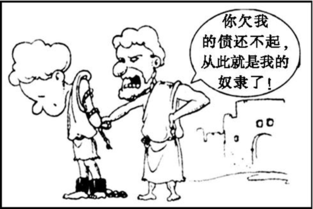 你欠我
的债还不起，
从此就是我的
奴隶了！